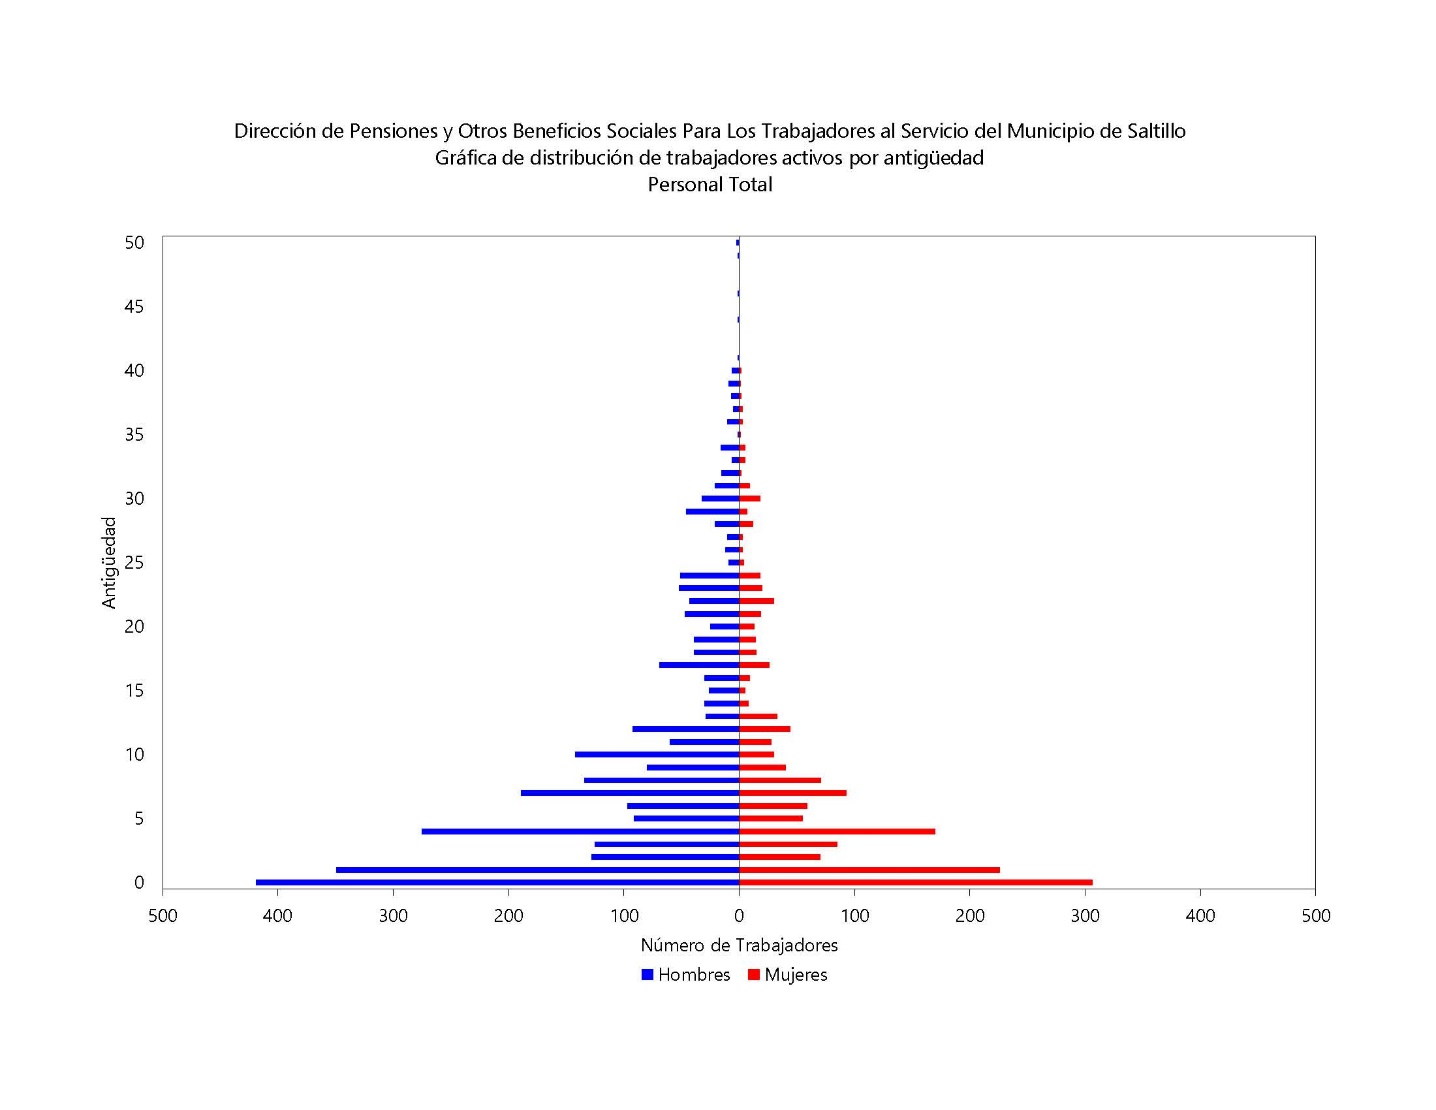 Dirección de Pensiones y Otros Beneficios Sociales Para Los Trabajadores al Servicio del Municipio de Saltillo
Gráfica de distribución de trabajadores activos por antigüedad
Personal Total
50
45
40
35
30
25
20
15
10
5
0
Antigüedad
500 400 300 200 100 0 100 200 300 400 500
Número de Trabajadores
Hombres Mujeres